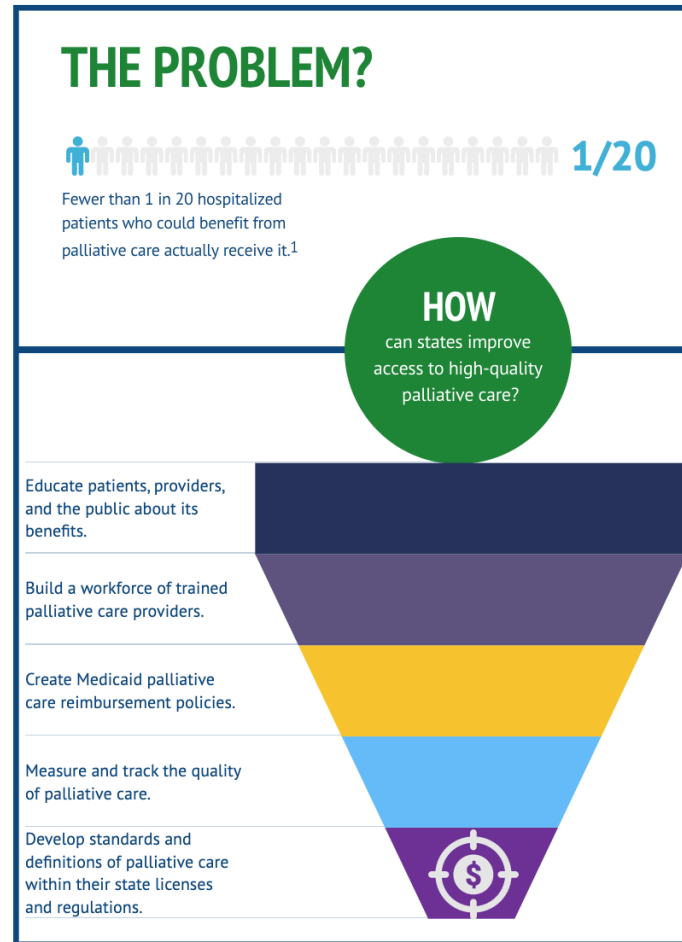 THE PROBLEM?
1/20
Fewer than 1 in 20 hospitalized
patients who could benefit from
palliative care actually receive it.1
HOW
can states improve
access to high-quality
palliative care?
Educate patients, providers,
and the public about its
benefits.
Build a workforce of trained
palliative care providers.
Create Medicaid palliative
care reimbursement policies.
Measure and track the quality
of palliative care.
Develop standards and
definitions of palliative care
within their state licenses
and regulations.
$